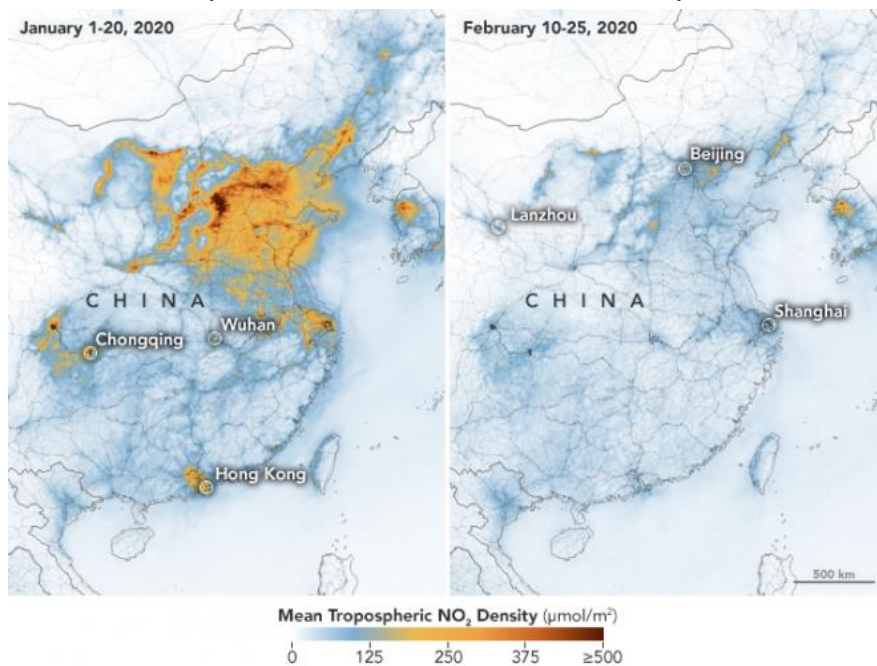 January 1-20, 2020
February 10-25, 2020
Beijing
Lanzhou
CHINA
Wuhan
Chongqing
Hong Kong
CHINA
Shanghai
500 km
Mean Tropospheric NO₂ Density (μmol/m²)
0 125 250 375 ≥500